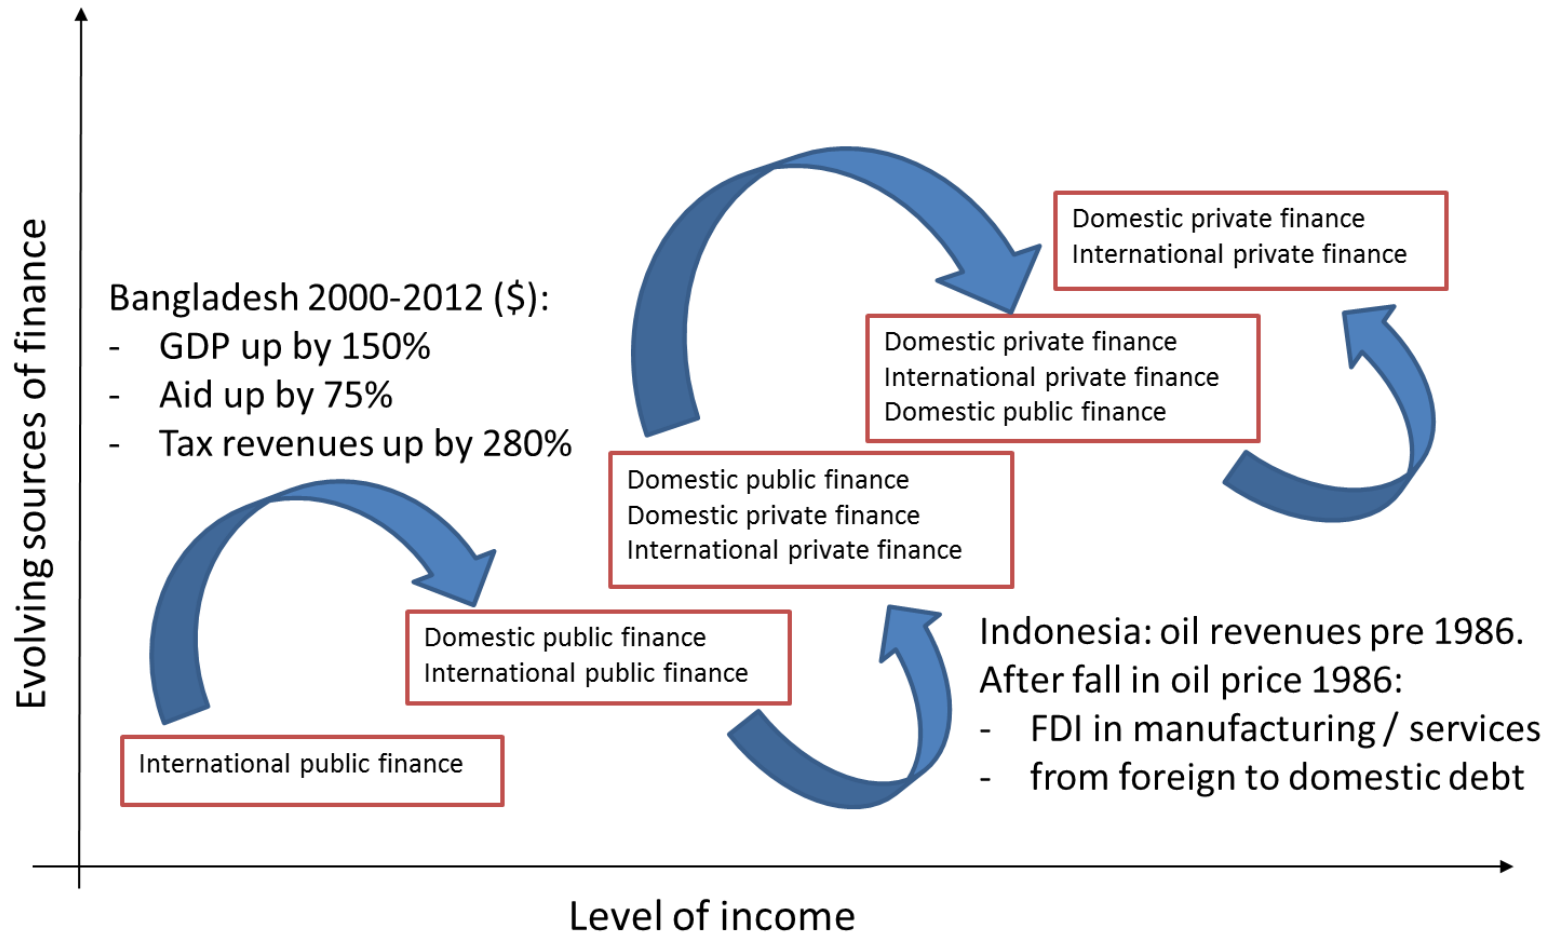 Evolving sources of finance
Domestic private finance
International private finance
Bangladesh 2000-2012 ($):
- GDP up by 150%
- Aid up by 75%
- Tax revenues up by 280%
Domestic private finance
International private finance
Domestic public finance
Domestic public finance
Domestic private finance
International private finance
Domestic public finance
International public finance
Indonesia: oil revenues pre 1986.
After fall in oil price 1986:
- FDI in manufacturing / services
- from foreign to domestic debt
International public finance
Level of income